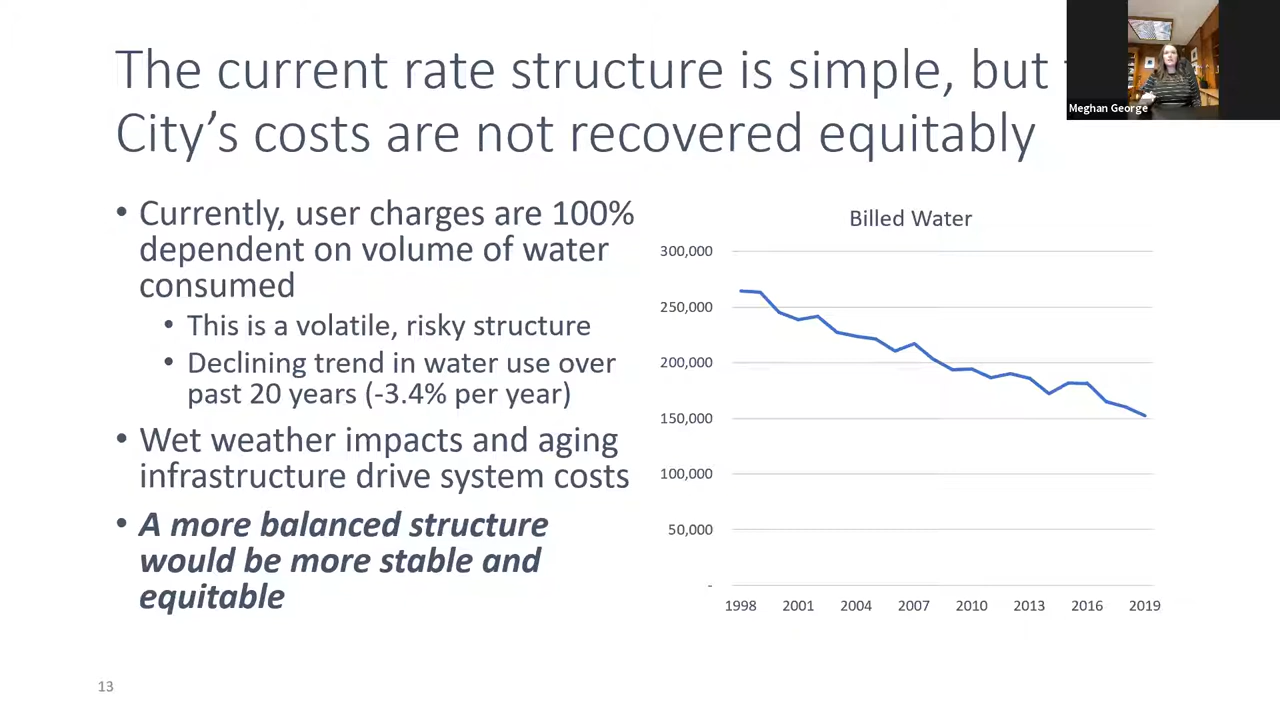 The current rate structure is simple, but
City's costs are not recovered equitably
Meghan George
• Currently, user charges are 100%
dependent on volume of water
consumed
• This is a volatile, risky structure
• Declining trend in water use over
past 20 years (-3.4% per year)
• Wet weather impacts and aging
infrastructure drive system costs
• A more balanced structure
would be more stable and
equitable
Billed Water
300,000
250,000
200,000
150,000
100,000
50,000
-
1998 2001 2004 2007 2010 2013 2016 2019
13